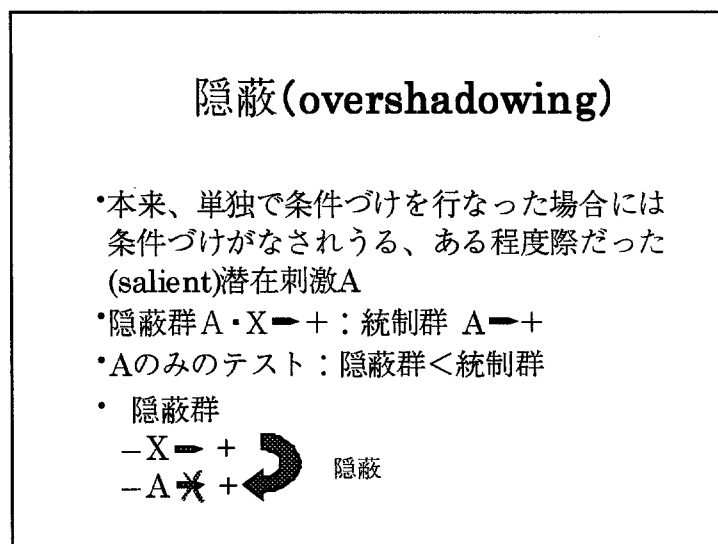 隠蔽(overshadowing)
•本来、単独で条件づけを行なった場合には
条件づけがなされうる、ある程度際だった
(salient)潜在刺激A
•隠蔽群A・X➡+：統制群 A➡+
•Aのみのテスト：隠蔽群＜統制群
• 隠蔽群
–X➡ +
隠蔽
–A➡ +